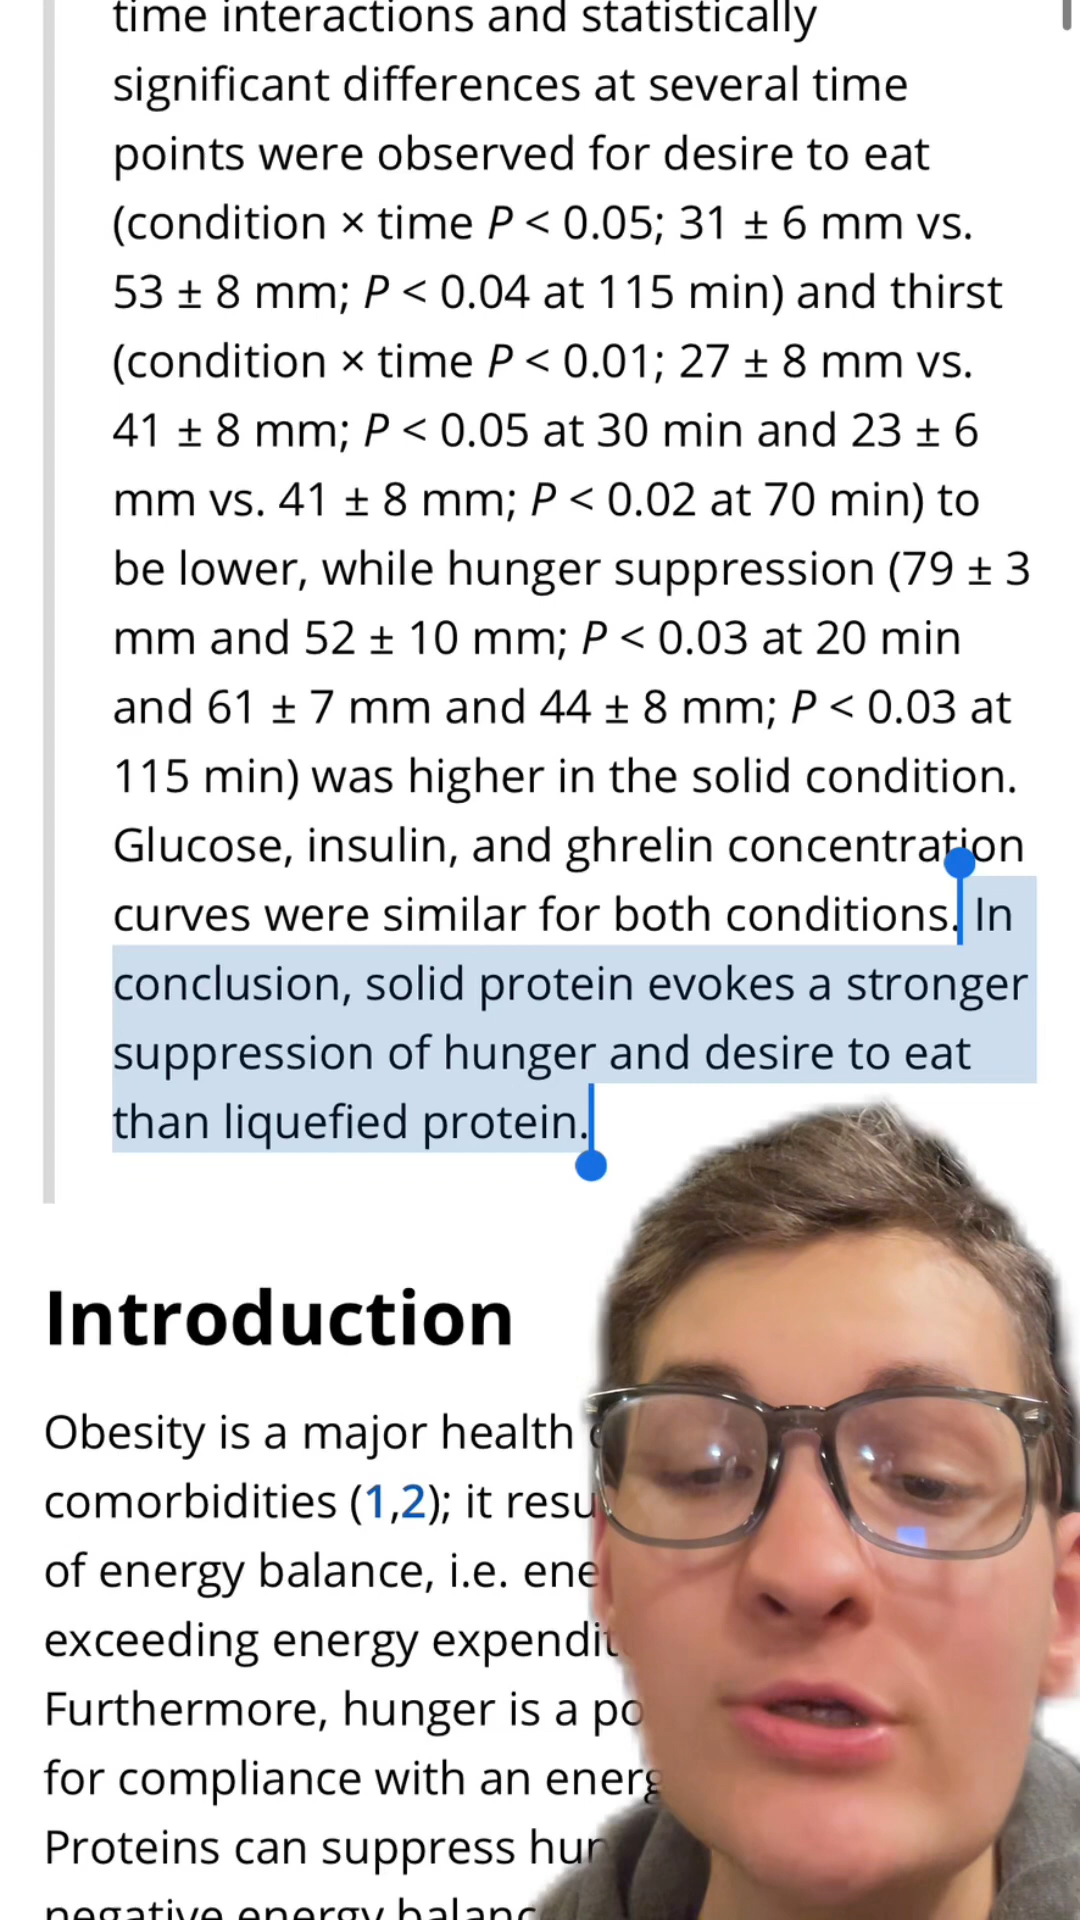 time interactions and statistically
significant differences at several time
points were observed for desire to eat
(condition × time P < 0.05; 31 ± 6 mm vs.
53 ± 8 mm; P < 0.04 at 115 min) and thirst
(condition × time P < 0.01; 27 ± 8 mm vs.
41 ± 8 mm; P < 0.05 at 30 min and 23 ± 6
mm vs. 41 ± 8 mm; P < 0.02 at 70 min) to
be lower, while hunger suppression (79 ± 3
mm and 52 ± 10 mm; P < 0.03 at 20 min
and 61 ± 7 mm and 44 ± 8 mm; P < 0.03 at
115 min) was higher in the solid condition.
Glucose, insulin, and ghrelin concentration
curves were similar for both conditions. In
conclusion, solid protein evokes a stronger
suppression of hunger and desire to eat
than liquefied protein.
Introduction
Obesity is a major health
comorbidities (1,2); it
of energy balance, i.e.
exceeding energy
Furthermore, hunger is a
for compliance with an
Proteins can suppress
negative energy